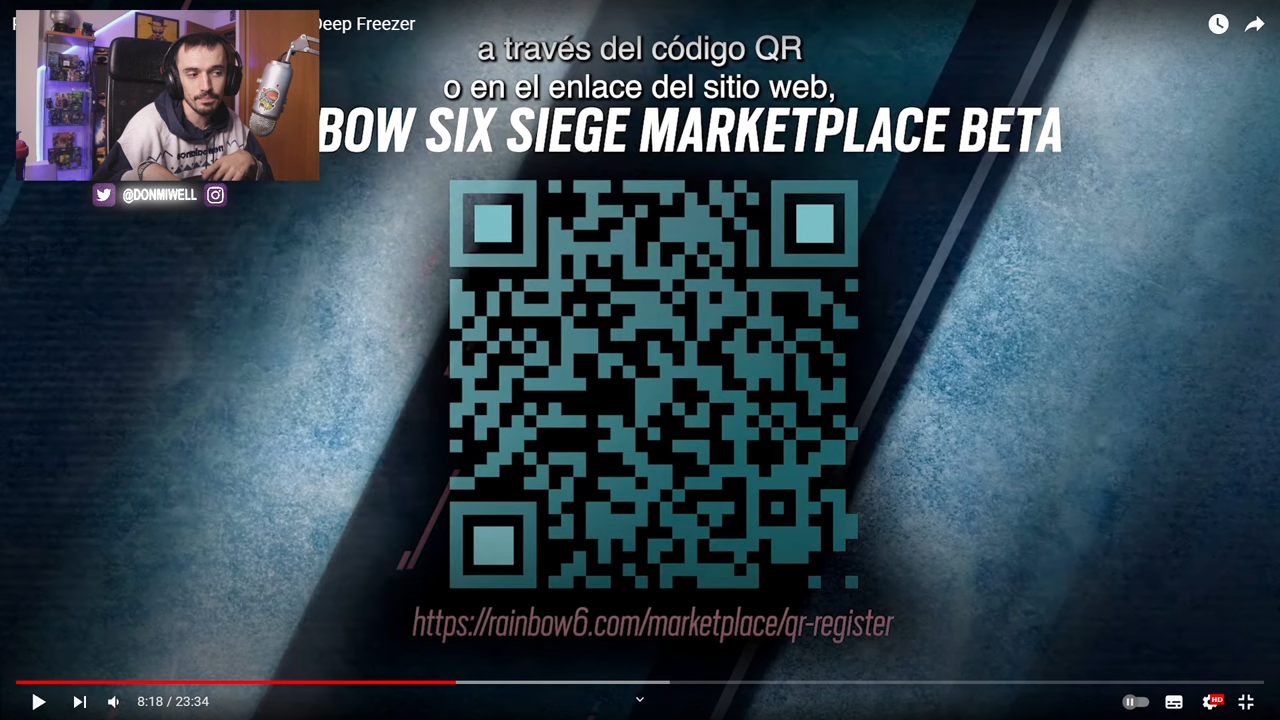 Deep Freezer
a través del código QR
o en el enlace del sitio web,
BOW SIX SIEGE MARKETPLACE BETA
@DONMIWELL
https://rainbow6.com/marketplace/qr-register
8:18 / 23:34
HD